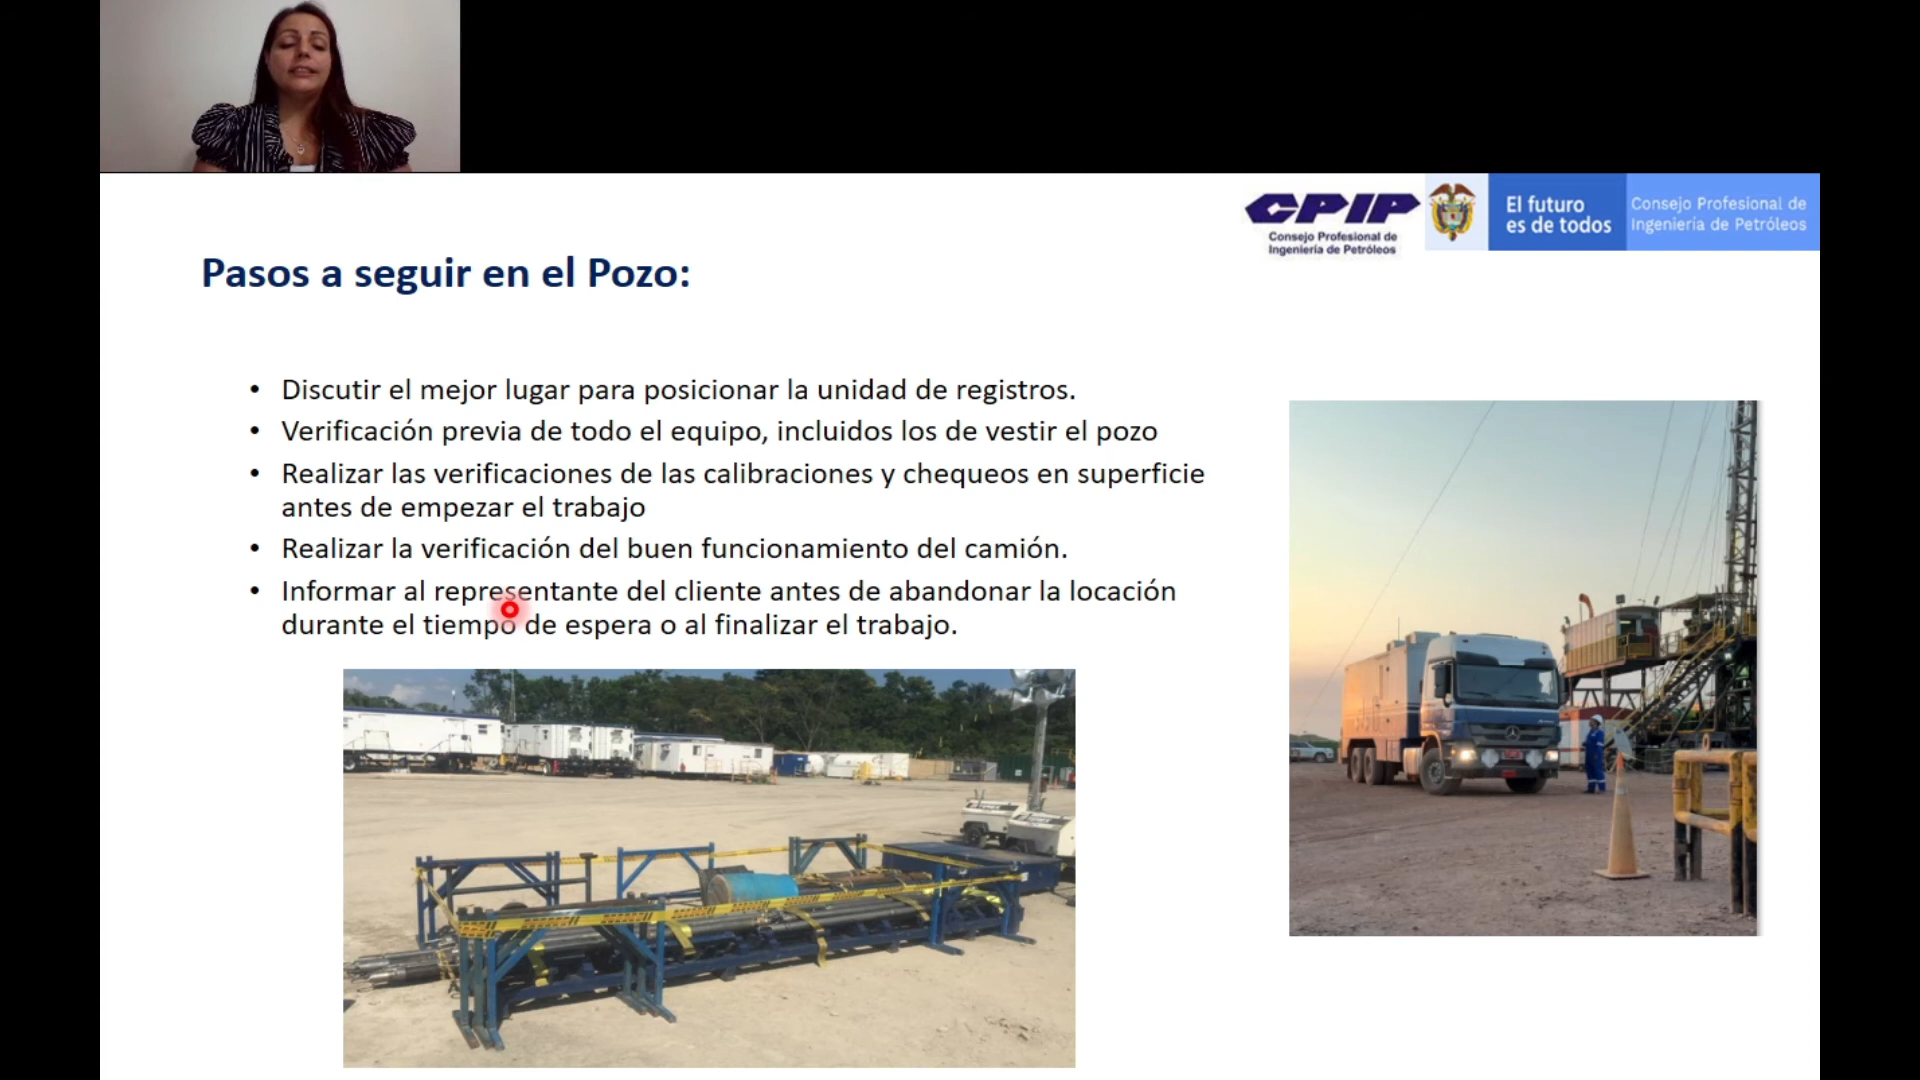 CPIP
Consejo Profesional de
Ingeniería de Petróleos
El futuro
es de todos
Consejo Profesional de
Ingeniería de Petróleos
Pasos a seguir en el Pozo:
• Discutir el mejor lugar para posicionar la unidad de registros.
• Verificación previa de todo el equipo, incluidos los de vestir el pozo
• Realizar las verificaciones de las calibraciones y chequeos en superficie
antes de empezar el trabajo
• Realizar la verificación del buen funcionamiento del camión.
• Informar al representante del cliente antes de abandonar la locación
durante el tiempo de espera o al finalizar el trabajo.